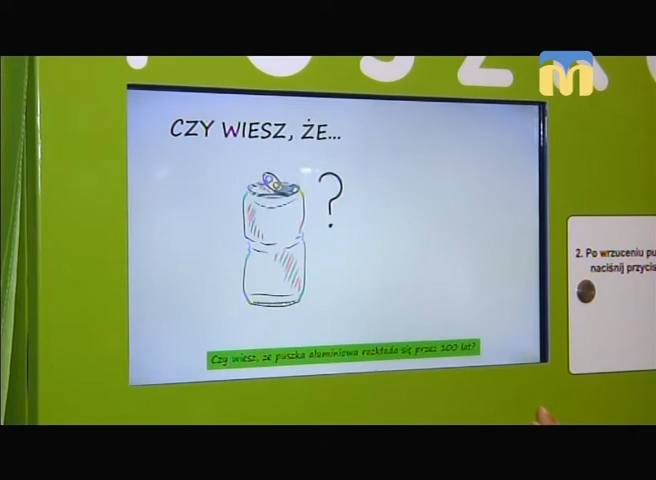 CZY WIESZ, ŻE...
?
Czy wiesz, że puszka aluminiowa rozkłada się przez 100 lat?
2. Po wrzuceniu pu
naciśnij przycis
M